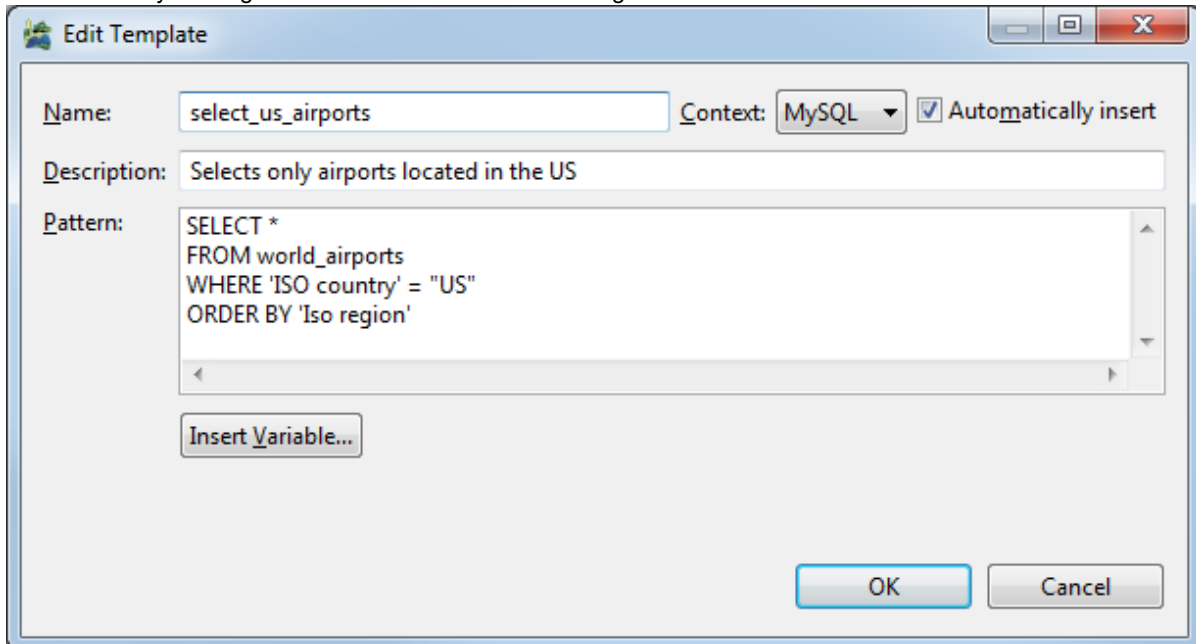 Edit Template
Name: select_us_airports Context: MySQL Automatically insert
Description: Selects only airports located in the US
Pattern: SELECT *
FROM world_airports
WHERE 'ISO country' = "US"
ORDER BY 'Iso region'
Insert Variable...
OK Cancel